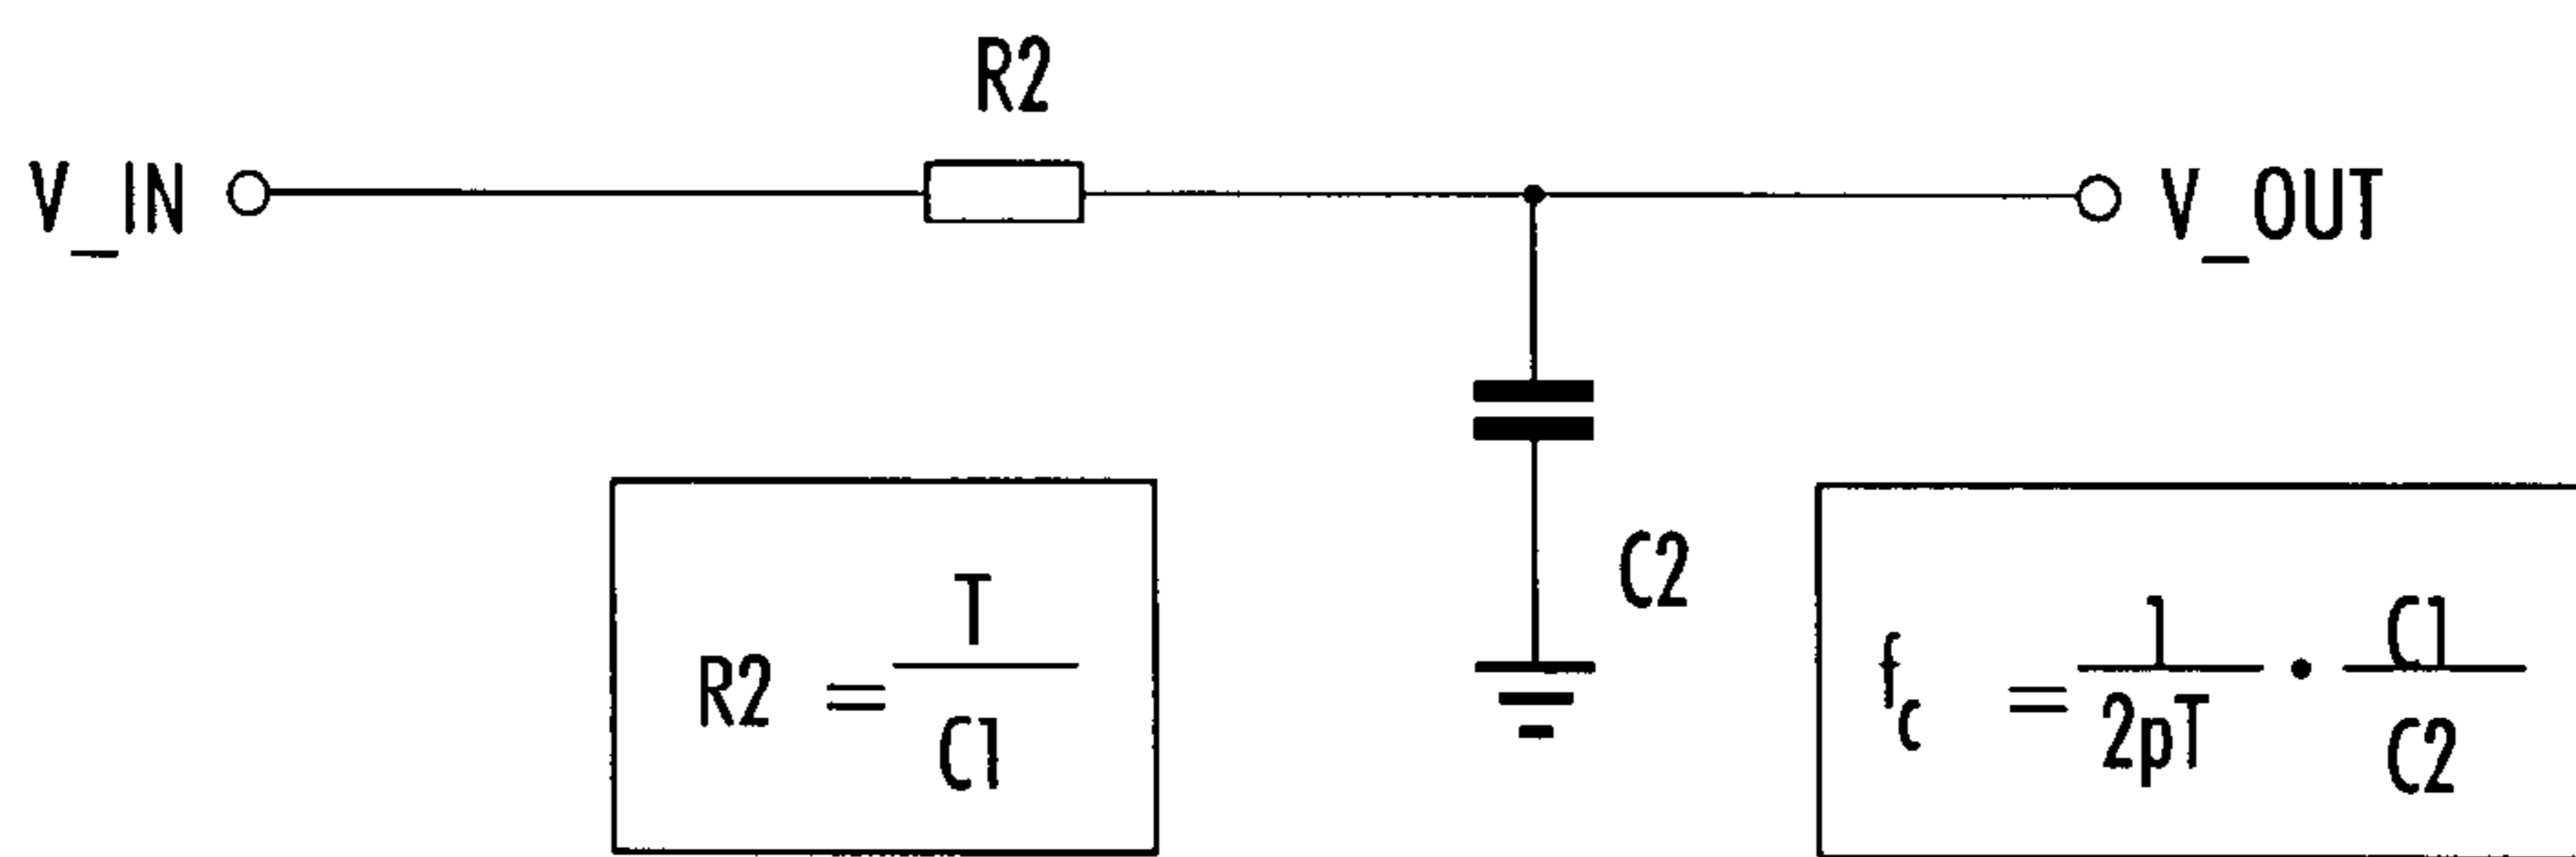 R2
V_IN
V_OUT
C2
R2 = T / C1
f_c = 1 / 2pT • C1 / C2